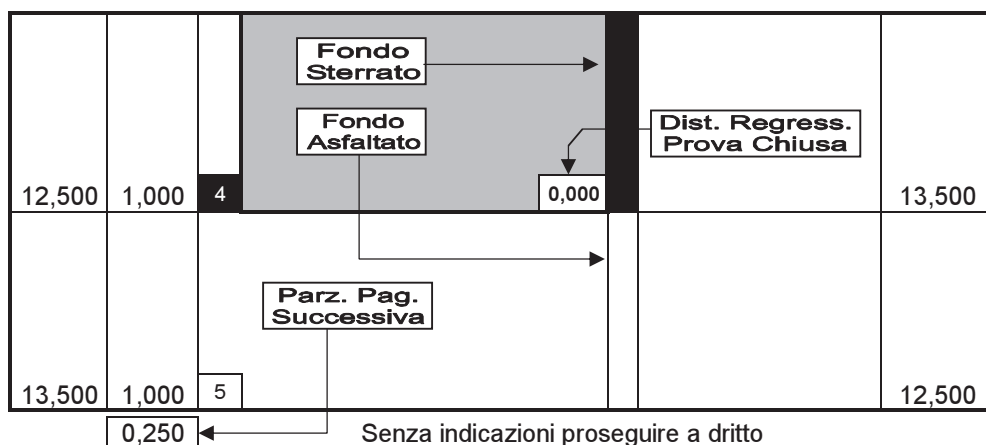 Fondo
Sterrato
Fondo
Asfaltato
Dist. Regress.
Prova Chiusa
12,500 1,000 4 0,000 13,500
Parz. Pag.
Successiva
13,500 1,000 5 12,500
0,250 Senza indicazioni proseguire a dritto